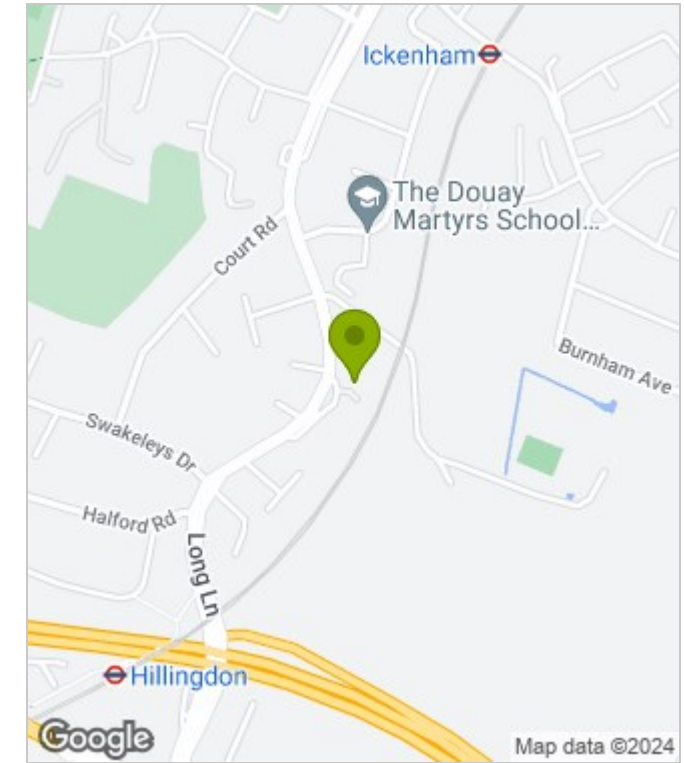 Ickenham
The Douay
Martyrs School...
Court Rd
Burnham Ave
Swakeleys Dr
Halford Rd
Long Ln
Hillingdon
Google
Map data ©2024